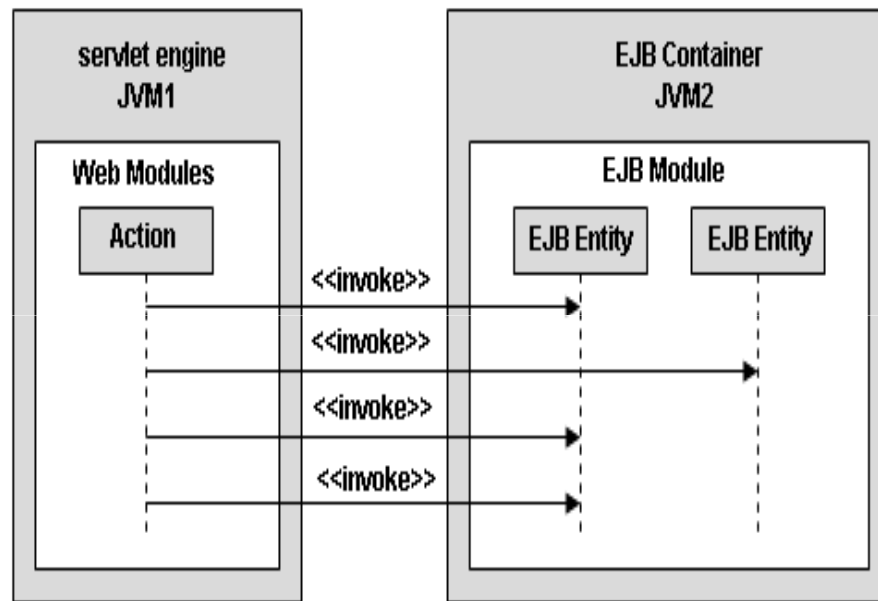 servlet engine
JVM1
EJB Container
JVM2
Web Modules
EJB Module
Action
EJB Entity
EJB Entity
<<invoke>>
<<invoke>>
<<invoke>>
<<invoke>>